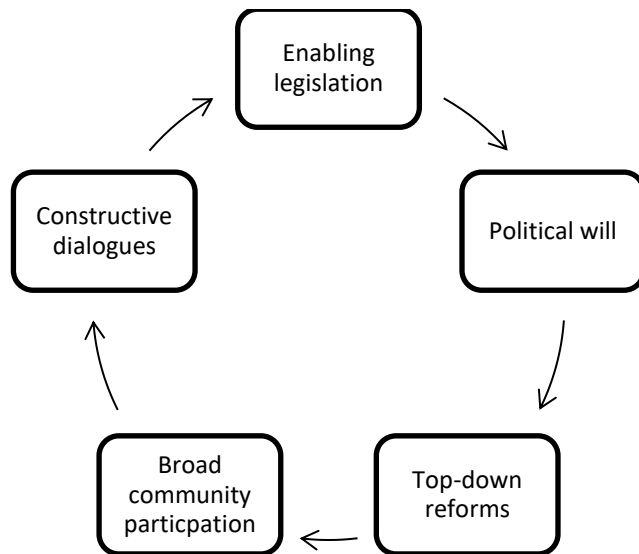 Enabling
legislation
Political will
Top-down
reforms
Broad
community
particpation
Constructive
dialogues